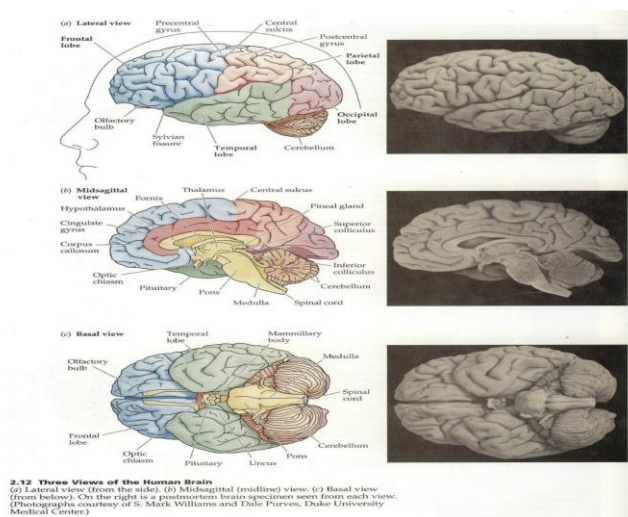 (a) Lateral view
Precentral gyrus
Central sulcus
Postcentral gyrus
Frontal lobe
Parietal lobe
Olfactory bulb
Sylvian fissure
Temporal lobe
Cerebellum
Occipital lobe
(b) Midsagittal view
Thalamus
Central sulcus
Fornix
Pineal gland
Hypothalamus
Cingulate gyrus
Superior colliculus
Corpus callosum
Optic chiasm
Inferior colliculus
Pituitary
Pons
Cerebellum
Medulla
Spinal cord
(c) Basal view
Temporal lobe
Mammillary body
Olfactory bulb
Medulla
Spinal cord
Frontal lobe
Optic chiasm
Pituitary
Uncus
Pons
Cerebellum
2.12 Three Views of the Human Brain
(a) Lateral view (from the side). (b) Midsagittal (midline) view. (c) Basal view
(from below). On the right is a postmortem brain specimen seen from each view.
(Photographs courtesy of S. Mark Williams and Dale Purves, Duke University
Medical Center.)